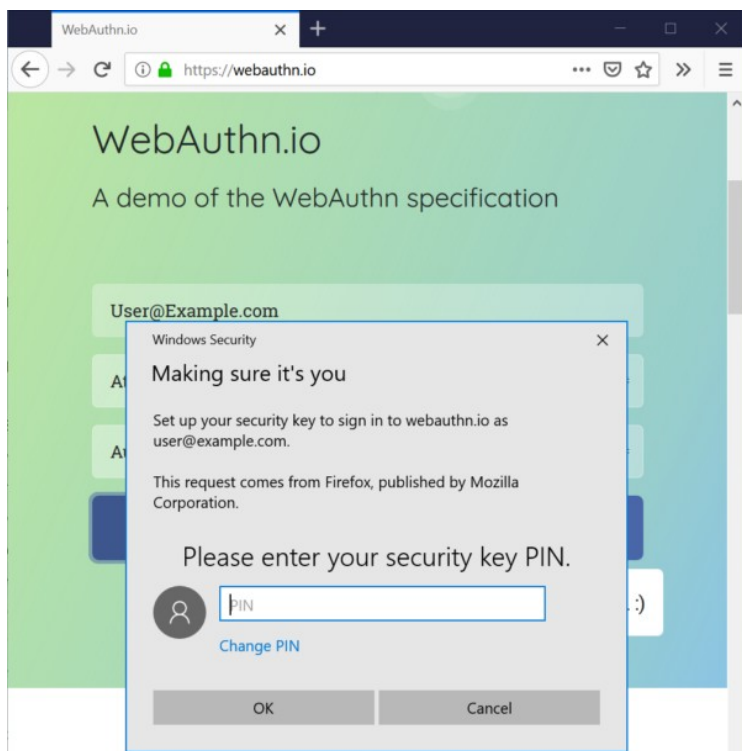 WebAuthn.io
https://webauthn.io
WebAuthn.io
A demo of the WebAuthn specification
User@Example.com
Windows Security
Making sure it's you
Set up your security key to sign in to webauthn.io as
user@example.com.
This request comes from Firefox, published by Mozilla
Corporation.
Please enter your security key PIN.
PIN
Change PIN
OK
Cancel
:)